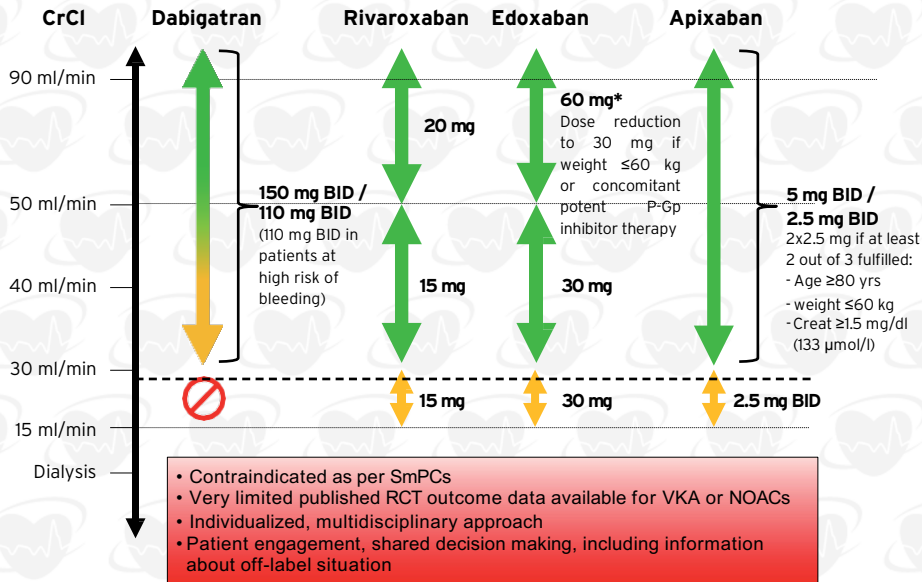 CrCl
Dabigatran
Rivaroxaban
Edoxaban
Apixaban
90 ml/min
50 ml/min
40 ml/min
30 ml/min
15 ml/min
Dialysis
150 mg BID /
110 mg BID
(110 mg BID in
patients at
high risk of
bleeding)
20 mg
15 mg
15 mg
60 mg*
Dose reduction
to 30 mg if
weight ≤60 kg
or concomitant
potent P-Gp
inhibitor therapy
30 mg
30 mg
5 mg BID /
2.5 mg BID
2x2.5 mg if at least
2 out of 3 fulfilled:
- Age ≥80 yrs
- weight ≤60 kg
- Creat ≥1.5 mg/dl
(133 µmol/l)
2.5 mg BID
• Contraindicated as per SmPCs
• Very limited published RCT outcome data available for VKA or NOACs
• Individualized, multidisciplinary approach
• Patient engagement, shared decision making, including information
about off-label situation